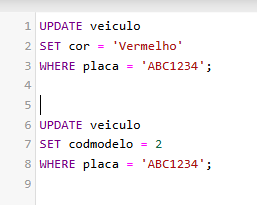 1 UPDATE veiculo
2 SET cor = 'Vermelho'
3 WHERE placa = 'ABC1234';
4
5
6 UPDATE veiculo
7 SET codmodelo = 2
8 WHERE placa = 'ABC1234';
9